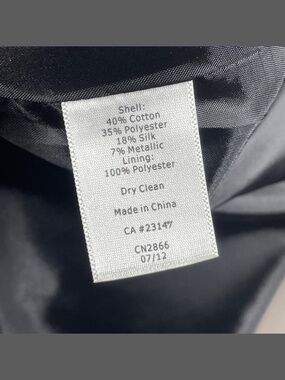 Shell:
40% Cotton
35% Polyester
18% Silk
7% Metallic
Lining:
100% Polyester
Dry Clean
Made in China
CA #23147
CN2866
07/12